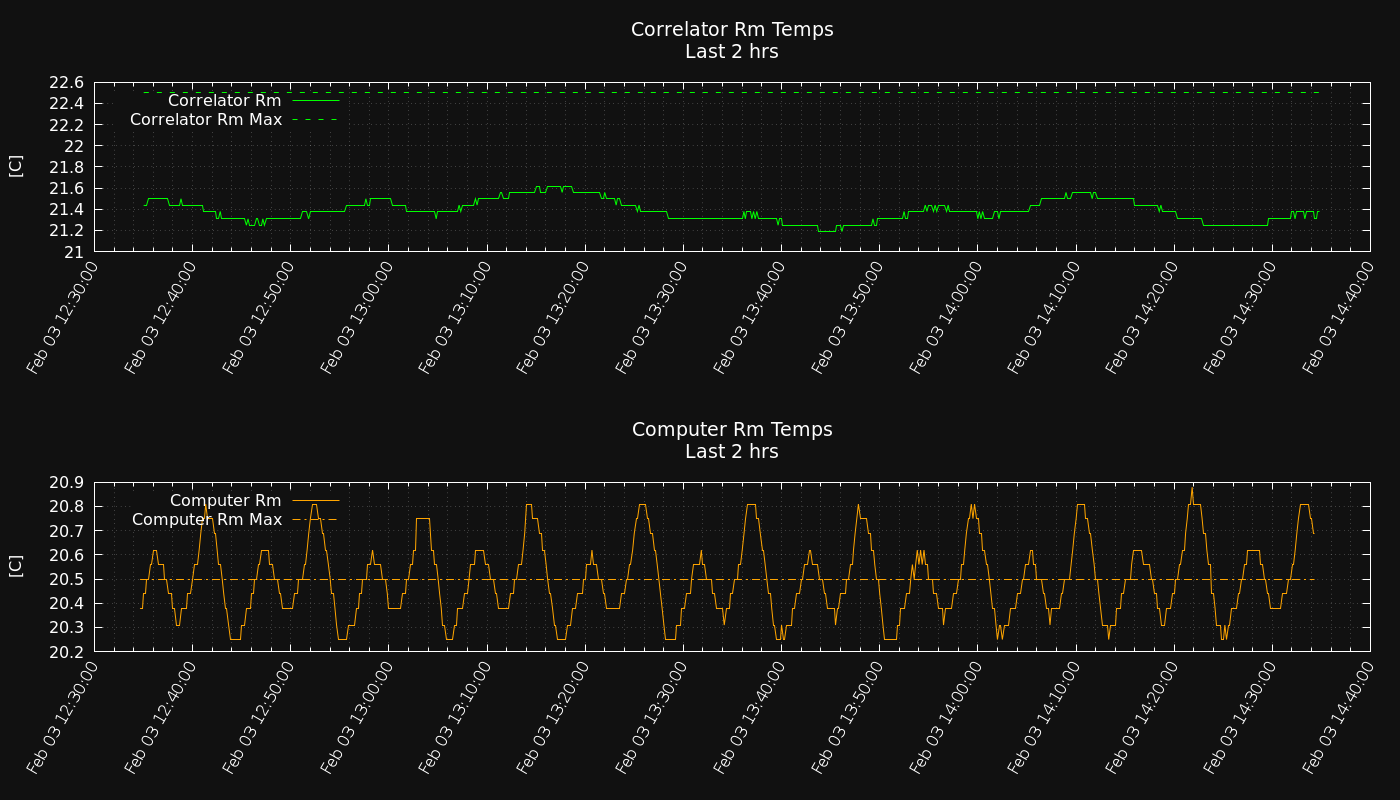 Correlator Rm Temps
Last 2 hrs
22.6
22.4
22.2
22
21.8
21.6
21.4
21.2
21
[C]
Correlator Rm
Correlator Rm Max
Feb 03 12:30:00
Feb 03 12:40:00
Feb 03 12:50:00
Feb 03 13:00:00
Feb 03 13:10:00
Feb 03 13:20:00
Feb 03 13:30:00
Feb 03 13:40:00
Feb 03 13:50:00
Feb 03 14:00:00
Feb 03 14:10:00
Feb 03 14:20:00
Feb 03 14:30:00
Feb 03 14:40:00
Computer Rm Temps
Last 2 hrs
20.9
20.8
20.7
20.6
20.5
20.4
20.3
20.2
[C]
Computer Rm
Computer Rm Max
Feb 03 12:30:00
Feb 03 12:40:00
Feb 03 12:50:00
Feb 03 13:00:00
Feb 03 13:10:00
Feb 03 13:20:00
Feb 03 13:30:00
Feb 03 13:40:00
Feb 03 13:50:00
Feb 03 14:00:00
Feb 03 14:10:00
Feb 03 14:20:00
Feb 03 14:30:00
Feb 03 14:40:00